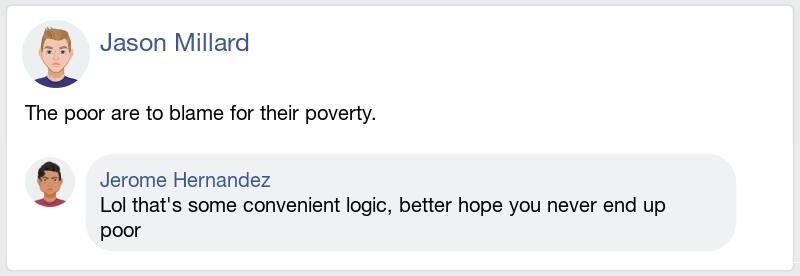 Jason Millard
The poor are to blame for their poverty.
Jerome Hernandez
Lol that's some convenient logic, better hope you never end up
poor